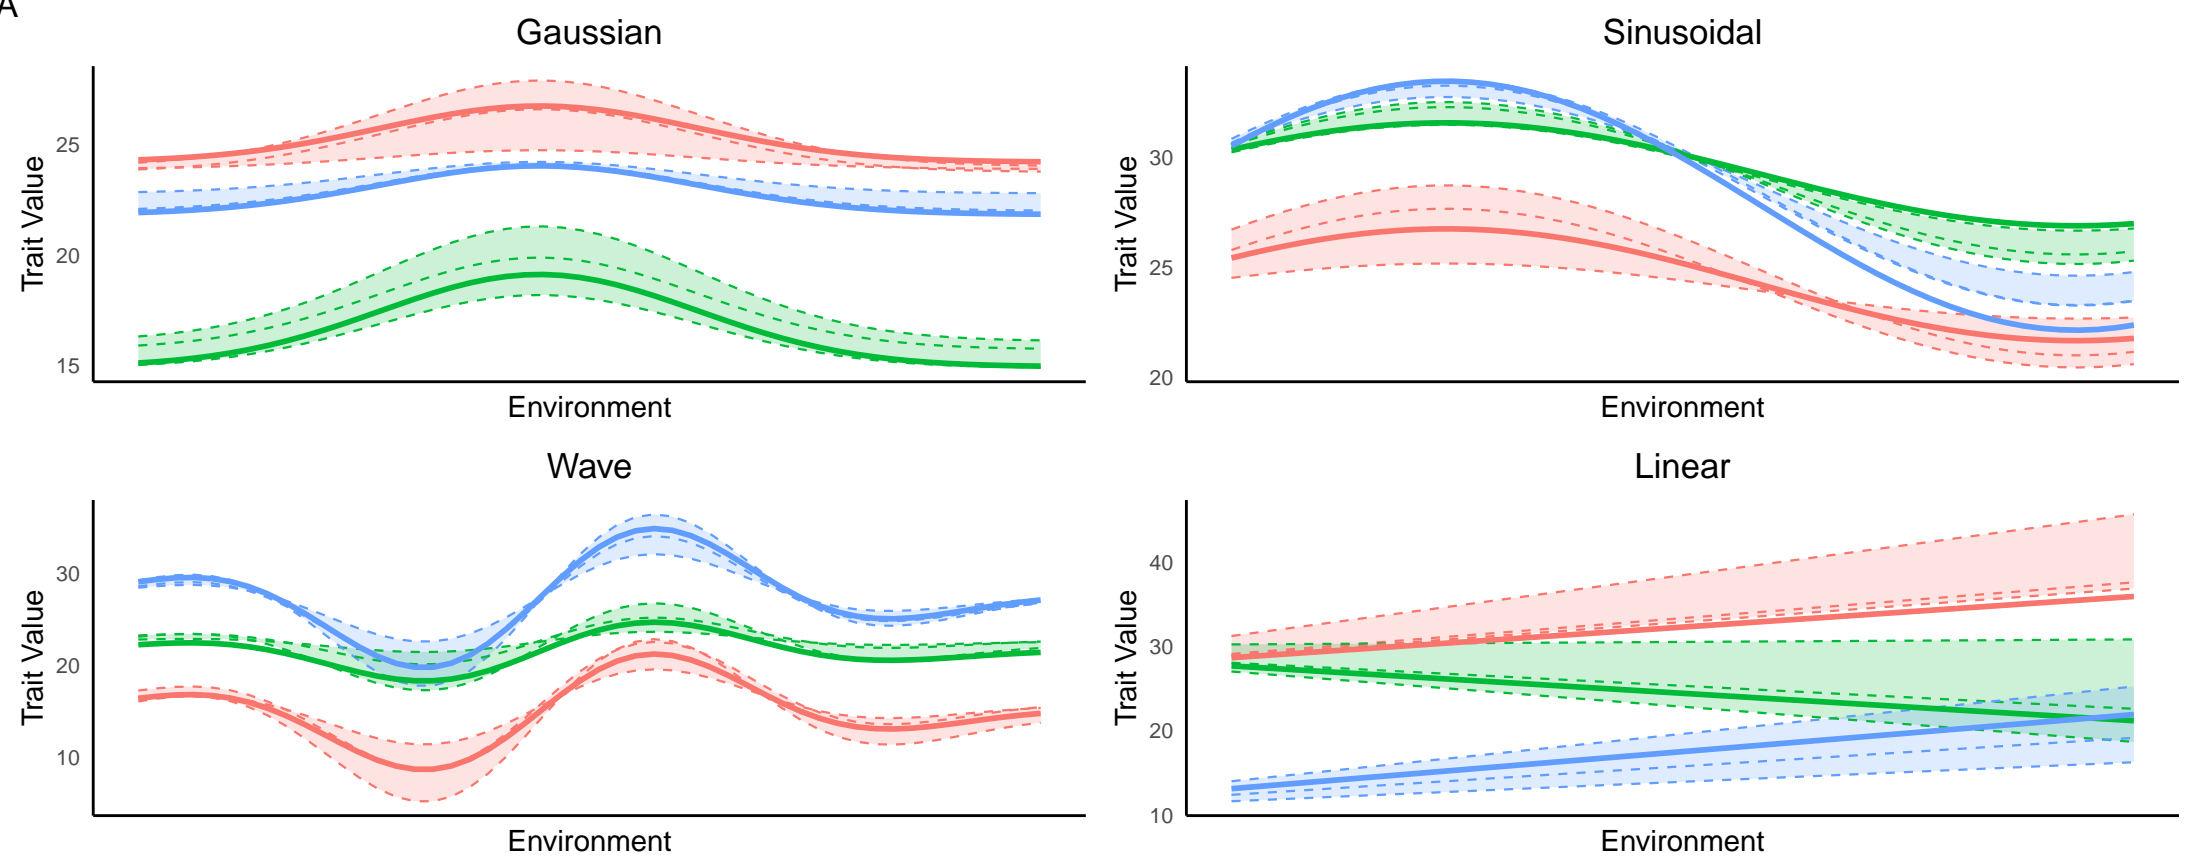 A
Gaussian
Trait Value
25
20
15
Environment
Sinusoidal
Trait Value
30
25
20
Environment
Wave
Trait Value
30
20
10
Environment
Linear
Trait Value
40
30
20
10
Environment